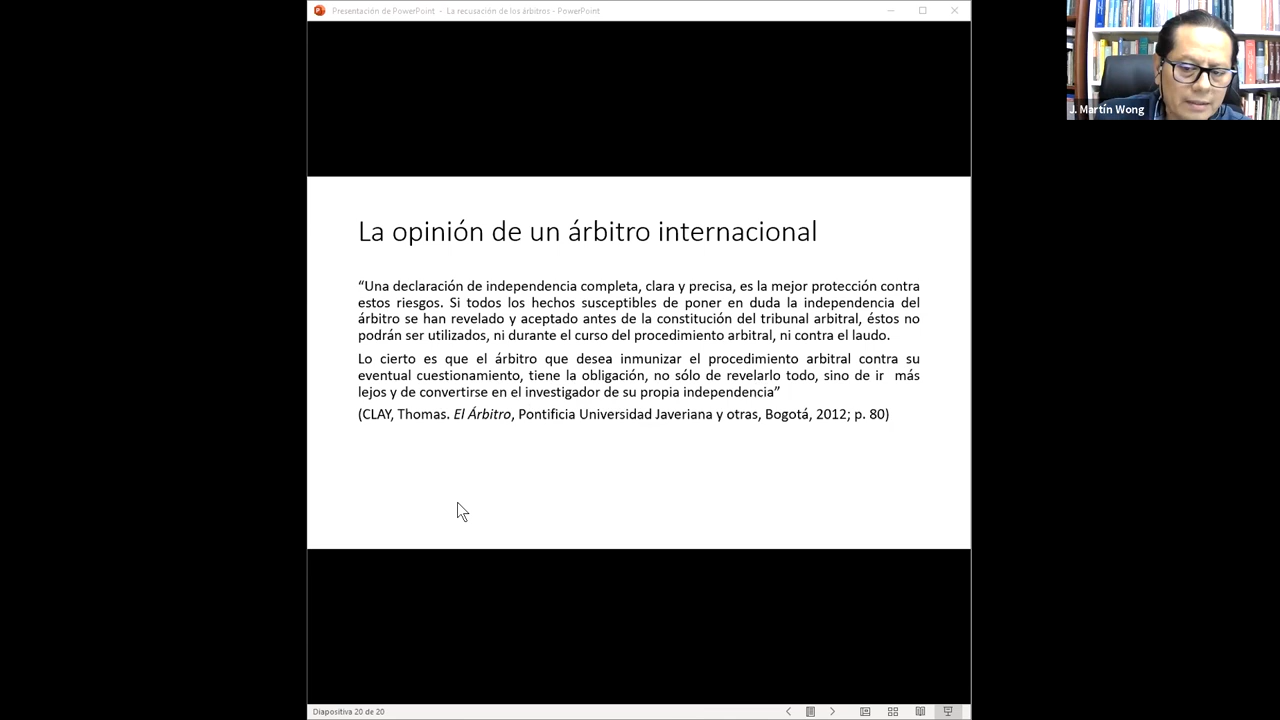 Presentación de PowerPoint - La recusación de los árbitros - PowerPoint
J. Martín Wong
La opinión de un árbitro internacional
“Una declaración de independencia completa, clara y precisa, es la mejor protección contra
estos riesgos. Si todos los hechos susceptibles de poner en duda la independencia del
árbitro se han revelado y aceptado antes de la constitución del tribunal arbitral, éstos no
podrán ser utilizados, ni durante el curso del procedimiento arbitral, ni contra el laudo.
Lo cierto es que el árbitro que desea inmunizar el procedimiento arbitral contra su
eventual cuestionamiento, tiene la obligación, no sólo de revelarlo todo, sino de ir más
lejos y de convertirse en el investigador de su propia independencia”
(CLAY, Thomas. El Árbitro, Pontificia Universidad Javeriana y otras, Bogotá, 2012; p. 80)
Diapositiva 20 de 20